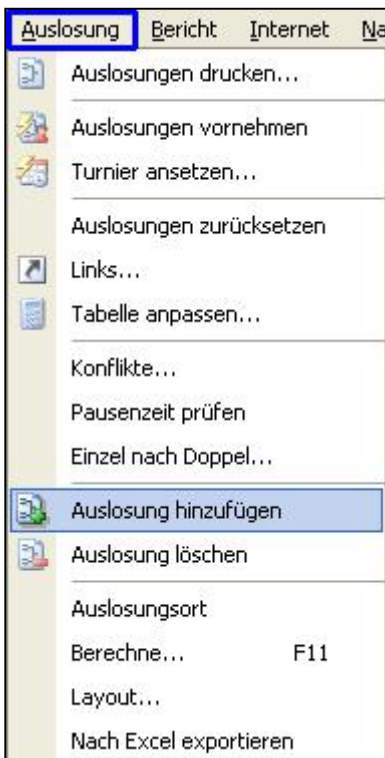 Auslosung Bericht Internet Na
Auslosungen drucken...
Auslosungen vornehmen
Turnier ansetzen...
Auslosungen zurücksetzen
Links...
Tabelle anpassen...
Konflikte...
Pausenzeit prüfen
Einzel nach Doppel...
Auslosung hinzufügen
Auslosung löschen
Auslosungsort
Berechne... F11
Layout...
Nach Excel exportieren